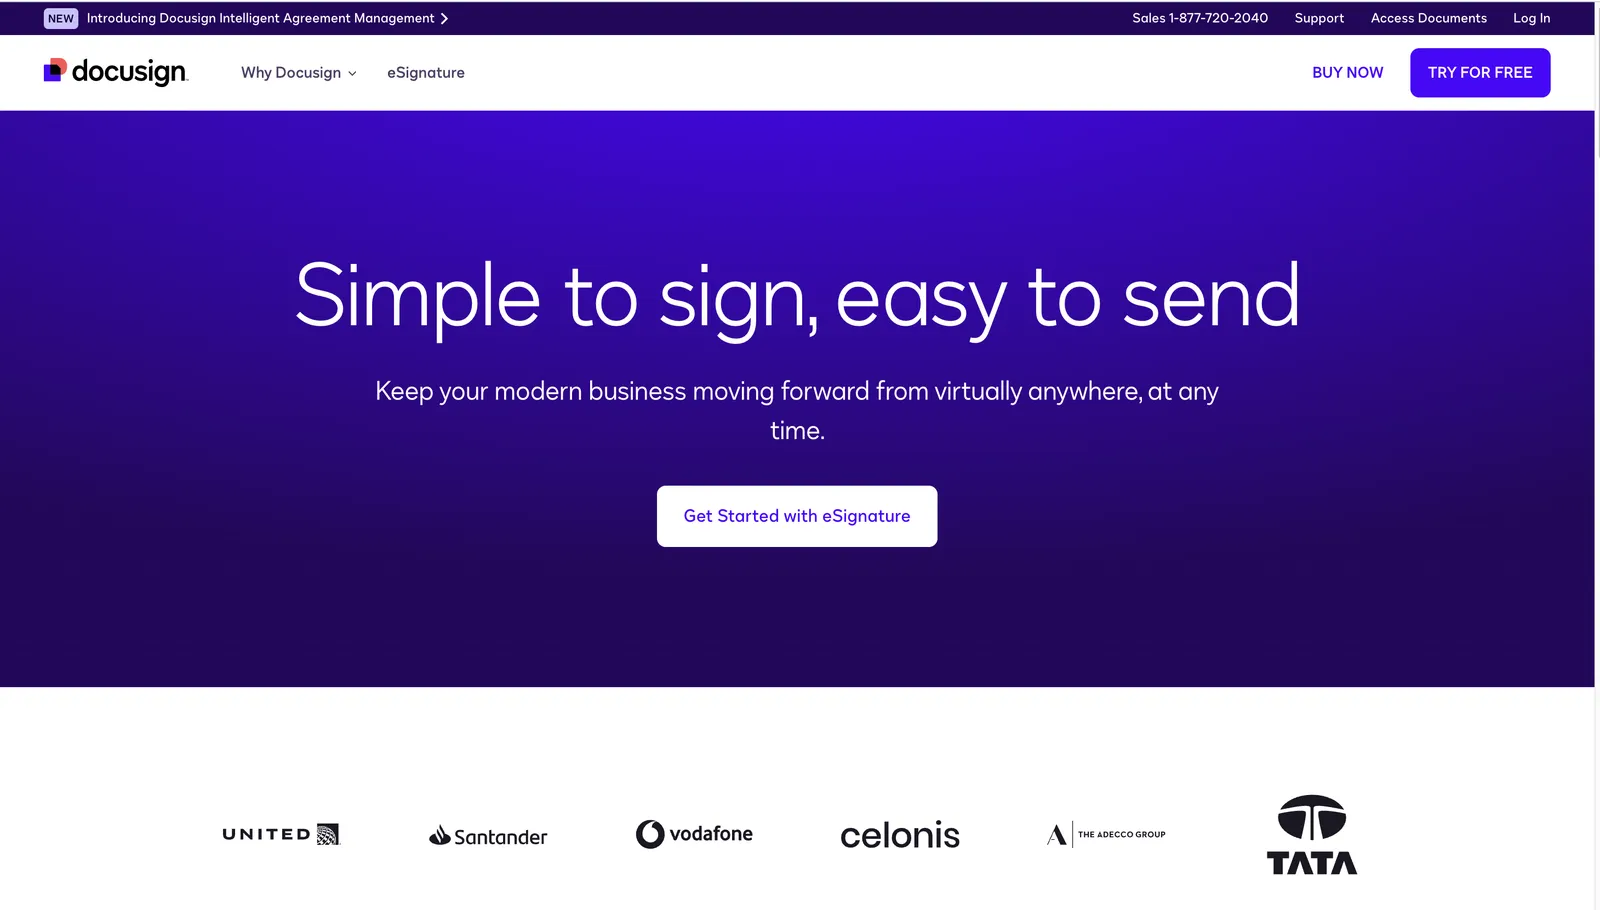 NEW Introducing Docusign Intelligent Agreement Management
Sales 1-877-720-2040 Support Access Documents Log In
docusign Why Docusign eSignature BUY NOW TRY FOR FREE
Simple to sign, easy to send
Keep your modern business moving forward from virtually anywhere, at any
time.
Get Started with eSignature
UNITED Santander vodafone celonis THE ADECCO GROUP TATA